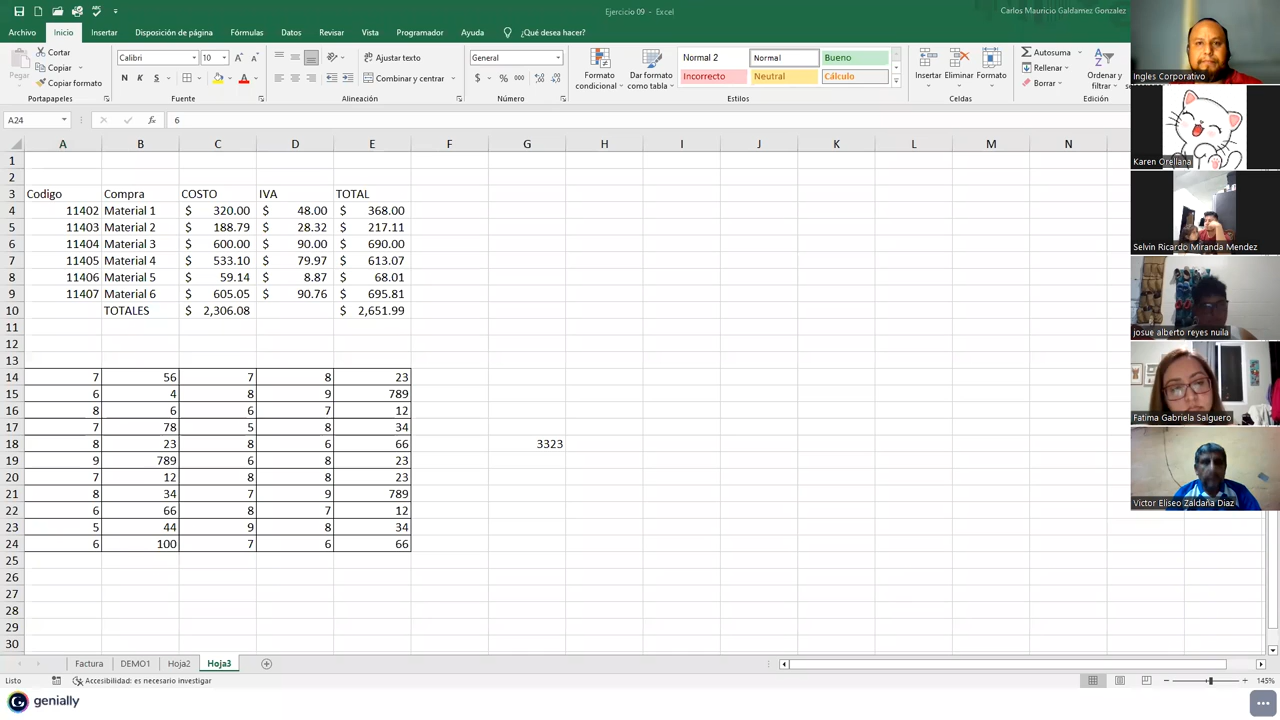 Ejercicio 09 - Excel
Carlos Mauricio Galdamez Gonzalez
Archivo Inicio Insertar Disposición de página Fórmulas Datos Revisar Vista Programador Ayuda ¿Qué desea hacer?
Pegar
Cortar
Copiar
Copiar formato
Portapapeles
Calibri 10
N K S
Fuente
Ajustar texto
Combinar y centrar
Alineación
General
$ % 000
Número
Formato condicional
Dar formato como tabla
Normal 2 Normal Bueno
Incorrecto Neutral Cálculo
Estilos
Insertar Eliminar Formato
Celdas
Autosuma
Rellenar
Borrar
Ordenar y filtrar
Edición
A24 fx 6
A B C D E F G H I J K L M N
1
2
3 Codigo Compra COSTO IVA TOTAL
4 11402 Material 1 $ 320.00 $ 48.00 $ 368.00
5 11403 Material 2 $ 188.79 $ 28.32 $ 217.11
6 11404 Material 3 $ 600.00 $ 90.00 $ 690.00
7 11405 Material 4 $ 533.10 $ 79.97 $ 613.07
8 11406 Material 5 $ 59.14 $ 8.87 $ 68.01
9 11407 Material 6 $ 605.05 $ 90.76 $ 695.81
10 TOTALES $ 2,306.08 $ 2,651.99
11
12
13
14 7 56 7 8 23
15 6 4 8 9 789
16 8 6 6 7 12
17 7 78 5 8 34
18 8 23 8 6 66 3323
19 9 789 6 8 23
20 7 12 8 8 23
21 8 34 7 9 789
22 6 66 8 7 12
23 5 44 9 8 34
24 6 100 7 6 66
25
26
27
28
29
30
Factura DEMO1 Hoja2 Hoja3
Listo Accesibilidad: es necesario investigar 145%
genially
Ingles Corporativo
Karen Orellana
Selvin Ricardo Miranda Mendez
josue alberto reyes nuila
Fatima Gabriela Salguero
Victor Eliseo Zaldaña Diaz